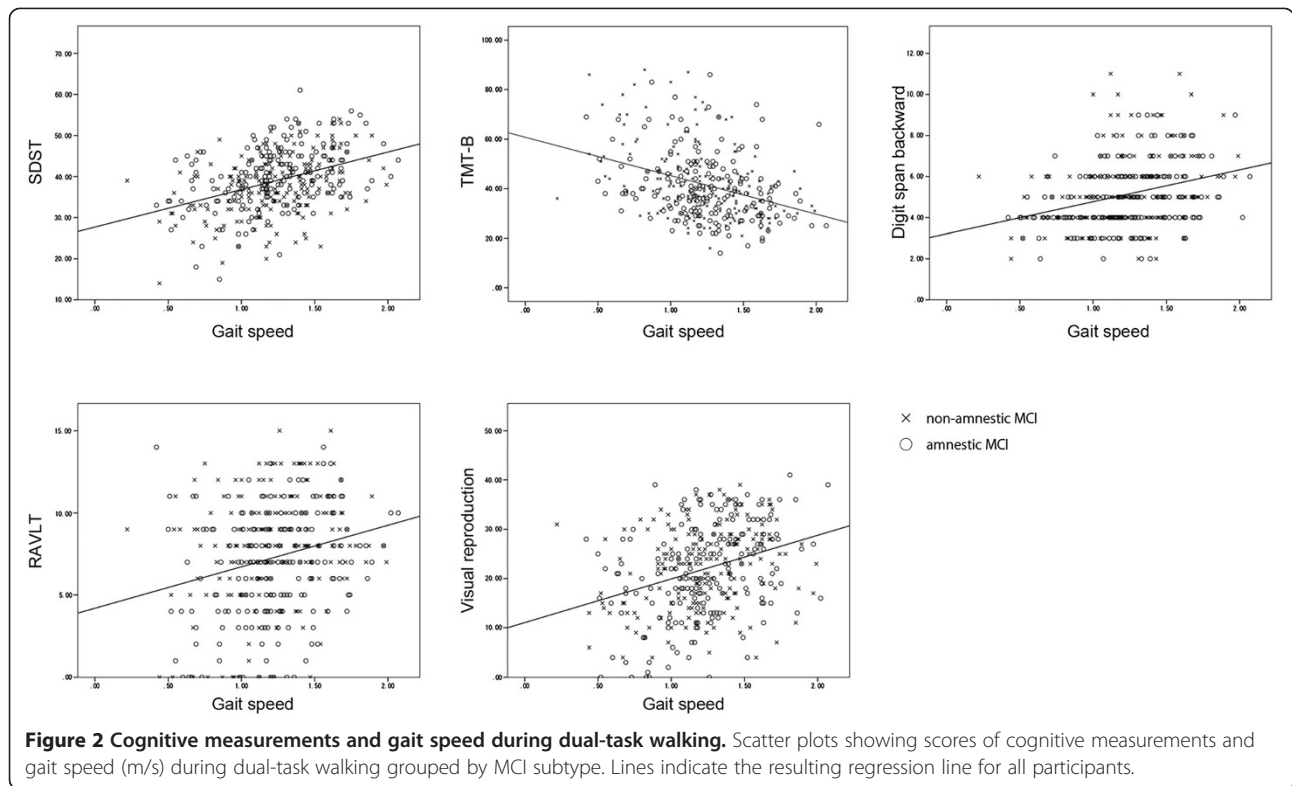 70.00
60.00
50.00
40.00
30.00
20.00
10.00
SDST
.00 .50 1.00 1.50 2.00
Gait speed
100.00
80.00
60.00
40.00
20.00
.00
TMT-B
.00 .50 1.00 1.50 2.00
Gait speed
12.00
10.00
8.00
6.00
4.00
2.00
.00
Digit span backward
.00 .50 1.00 1.50 2.00
Gait speed
15.00
10.00
5.00
.00
RAVLT
.00 .50 1.00 1.50 2.00
Gait speed
50.00
40.00
30.00
20.00
10.00
.00
Visual reproduction
.00 .50 1.00 1.50 2.00
Gait speed
× non-amnestic MCI
○ amnestic MCI
Figure 2 Cognitive measurements and gait speed during dual-task walking. Scatter plots showing scores of cognitive measurements and
gait speed (m/s) during dual-task walking grouped by MCI subtype. Lines indicate the resulting regression line for all participants.